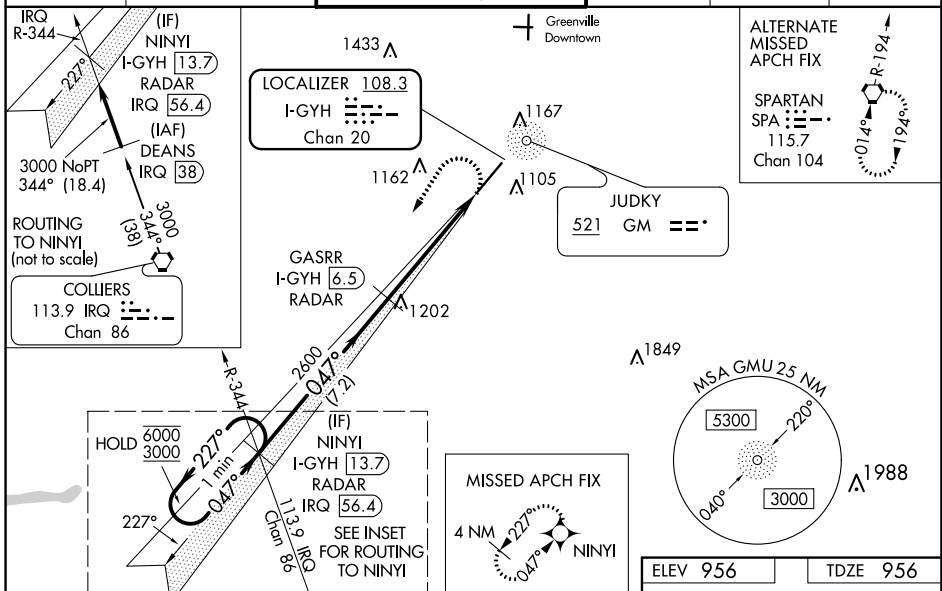 IRQ
R-344
227°
(IF)
NINYI
I-GYH 13.7
RADAR
IRQ 56.4
(IAF)
DEANS
IRQ 38
3000 NoPT
344° (18.4)
3000
344°
(38)
ROUTING
TO NINYI
(not to scale)
COLLIERS
113.9 IRQ
Chan 86
1433
LOCALIZER 108.3
I-GYH
Chan 20
Greenville
Downtown
1167
1162
1105
JUDKY
521 GM
GASRR
I-GYH 6.5
RADAR
1202
2600
047°
(7.2)
R-344
HOLD 6000
3000
227°
1 min
047°
227°
(IF)
NINYI
I-GYH 13.7
RADAR
IRQ 56.4
SEE INSET
FOR ROUTING
TO NINYI
113.9 IRQ
Chan 86
ALTERNATE
MISSED
APCH FIX
SPARTAN
SPA
115.7
Chan 104
R-194
014°
194°
1849
MSA GMU 25 NM
5300
220°
040°
3000
1988
MISSED APCH FIX
4 NM
227°
047°
NINYI
ELEV 956
TDZE 956